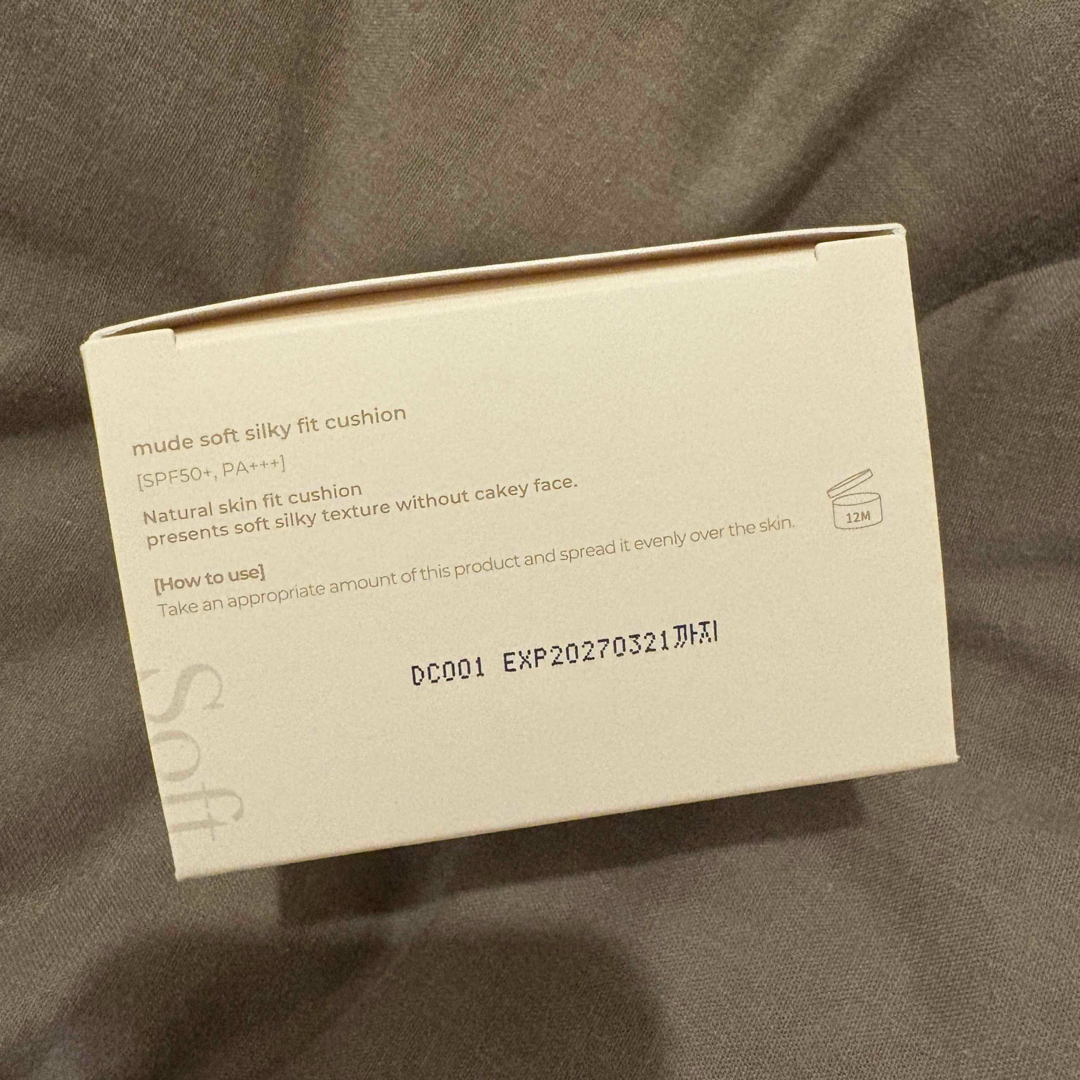 mude soft silky fit cushion
[SPF50+, PA+++]
Natural skin fit cushion
presents soft silky texture without cakey face.
12M
[How to use]
Take an appropriate amount of this product and spread it evenly over the skin.
DC001 EXP20270321까지
Soft